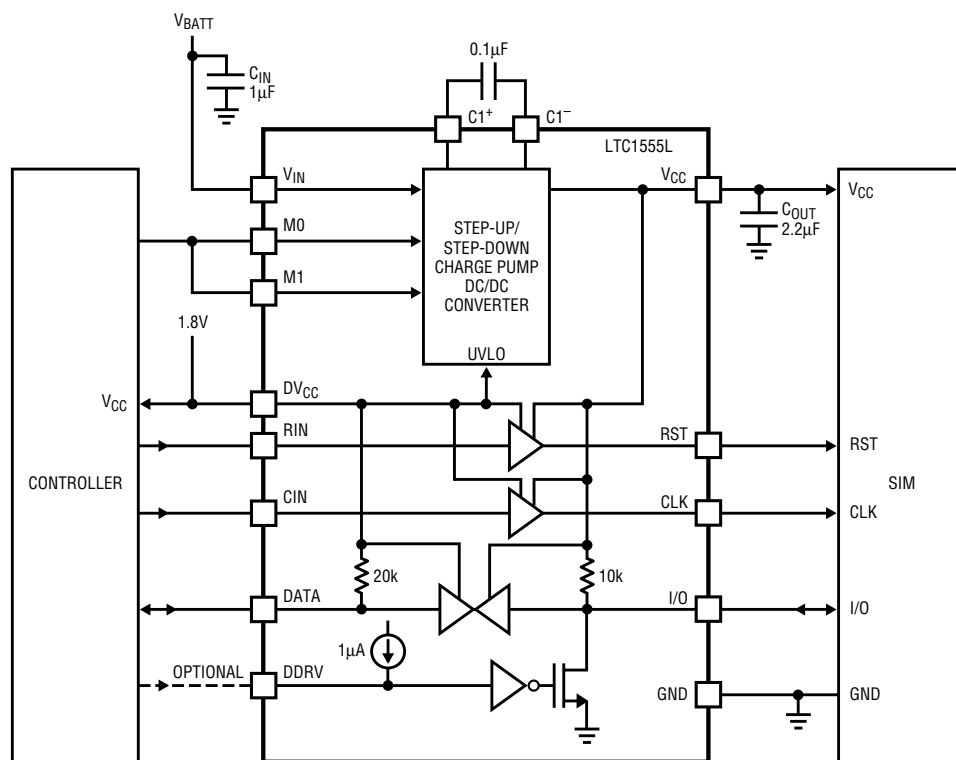 VBATT
CIN
1µF
0.1µF
C1+
C1–
LTC1555L
VIN
VCC
VCC
COUT
2.2µF
M0
STEP-UP/
STEP-DOWN
CHARGE PUMP
DC/DC
CONVERTER
M1
1.8V
UVLO
VCC
DVCC
RIN
RST
RST
CONTROLLER
SIM
CIN
CLK
CLK
20k
10k
DATA
I/O
I/O
1µA
OPTIONAL
DDRV
GND
GND